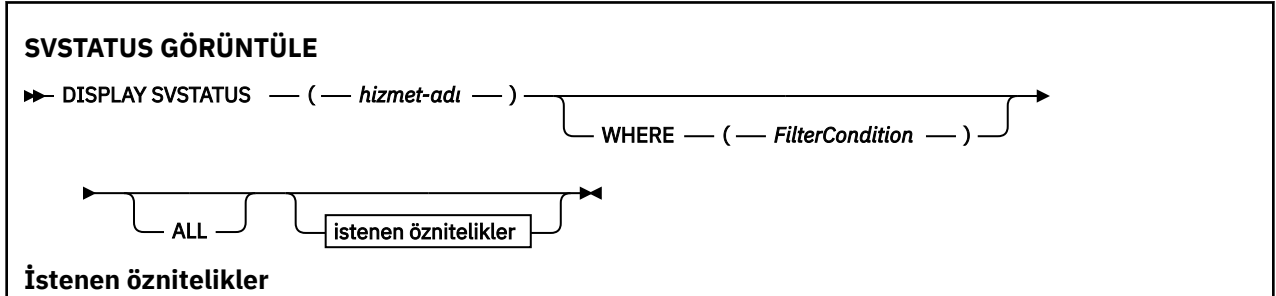 SVSTATUS GÖRÜNTÜLE
DISPLAY SVSTATUS ( hizmet-adı )
WHERE ( FilterCondition )
ALL
istenen öznitelikler
İstenen öznitelikler